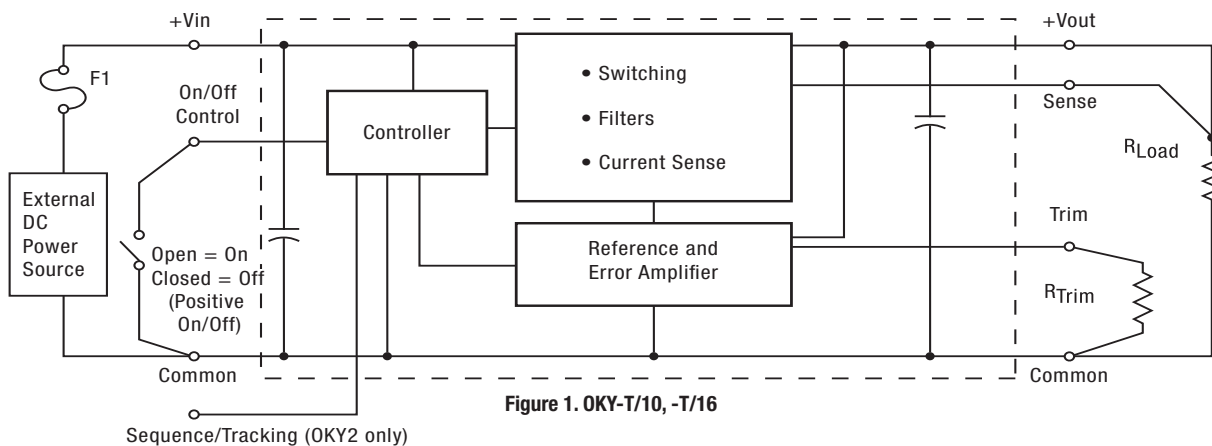 +Vin
+Vout
F1
On/Off
Control
Controller
• Switching
• Filters
• Current Sense
Sense
RLoad
External
DC
Power
Source
Open = On
Closed = Off
(Positive
On/Off)
Reference and
Error Amplifier
Trim
RTrim
Common
Common
Figure 1. OKY-T/10, -T/16
Sequence/Tracking (OKY2 only)